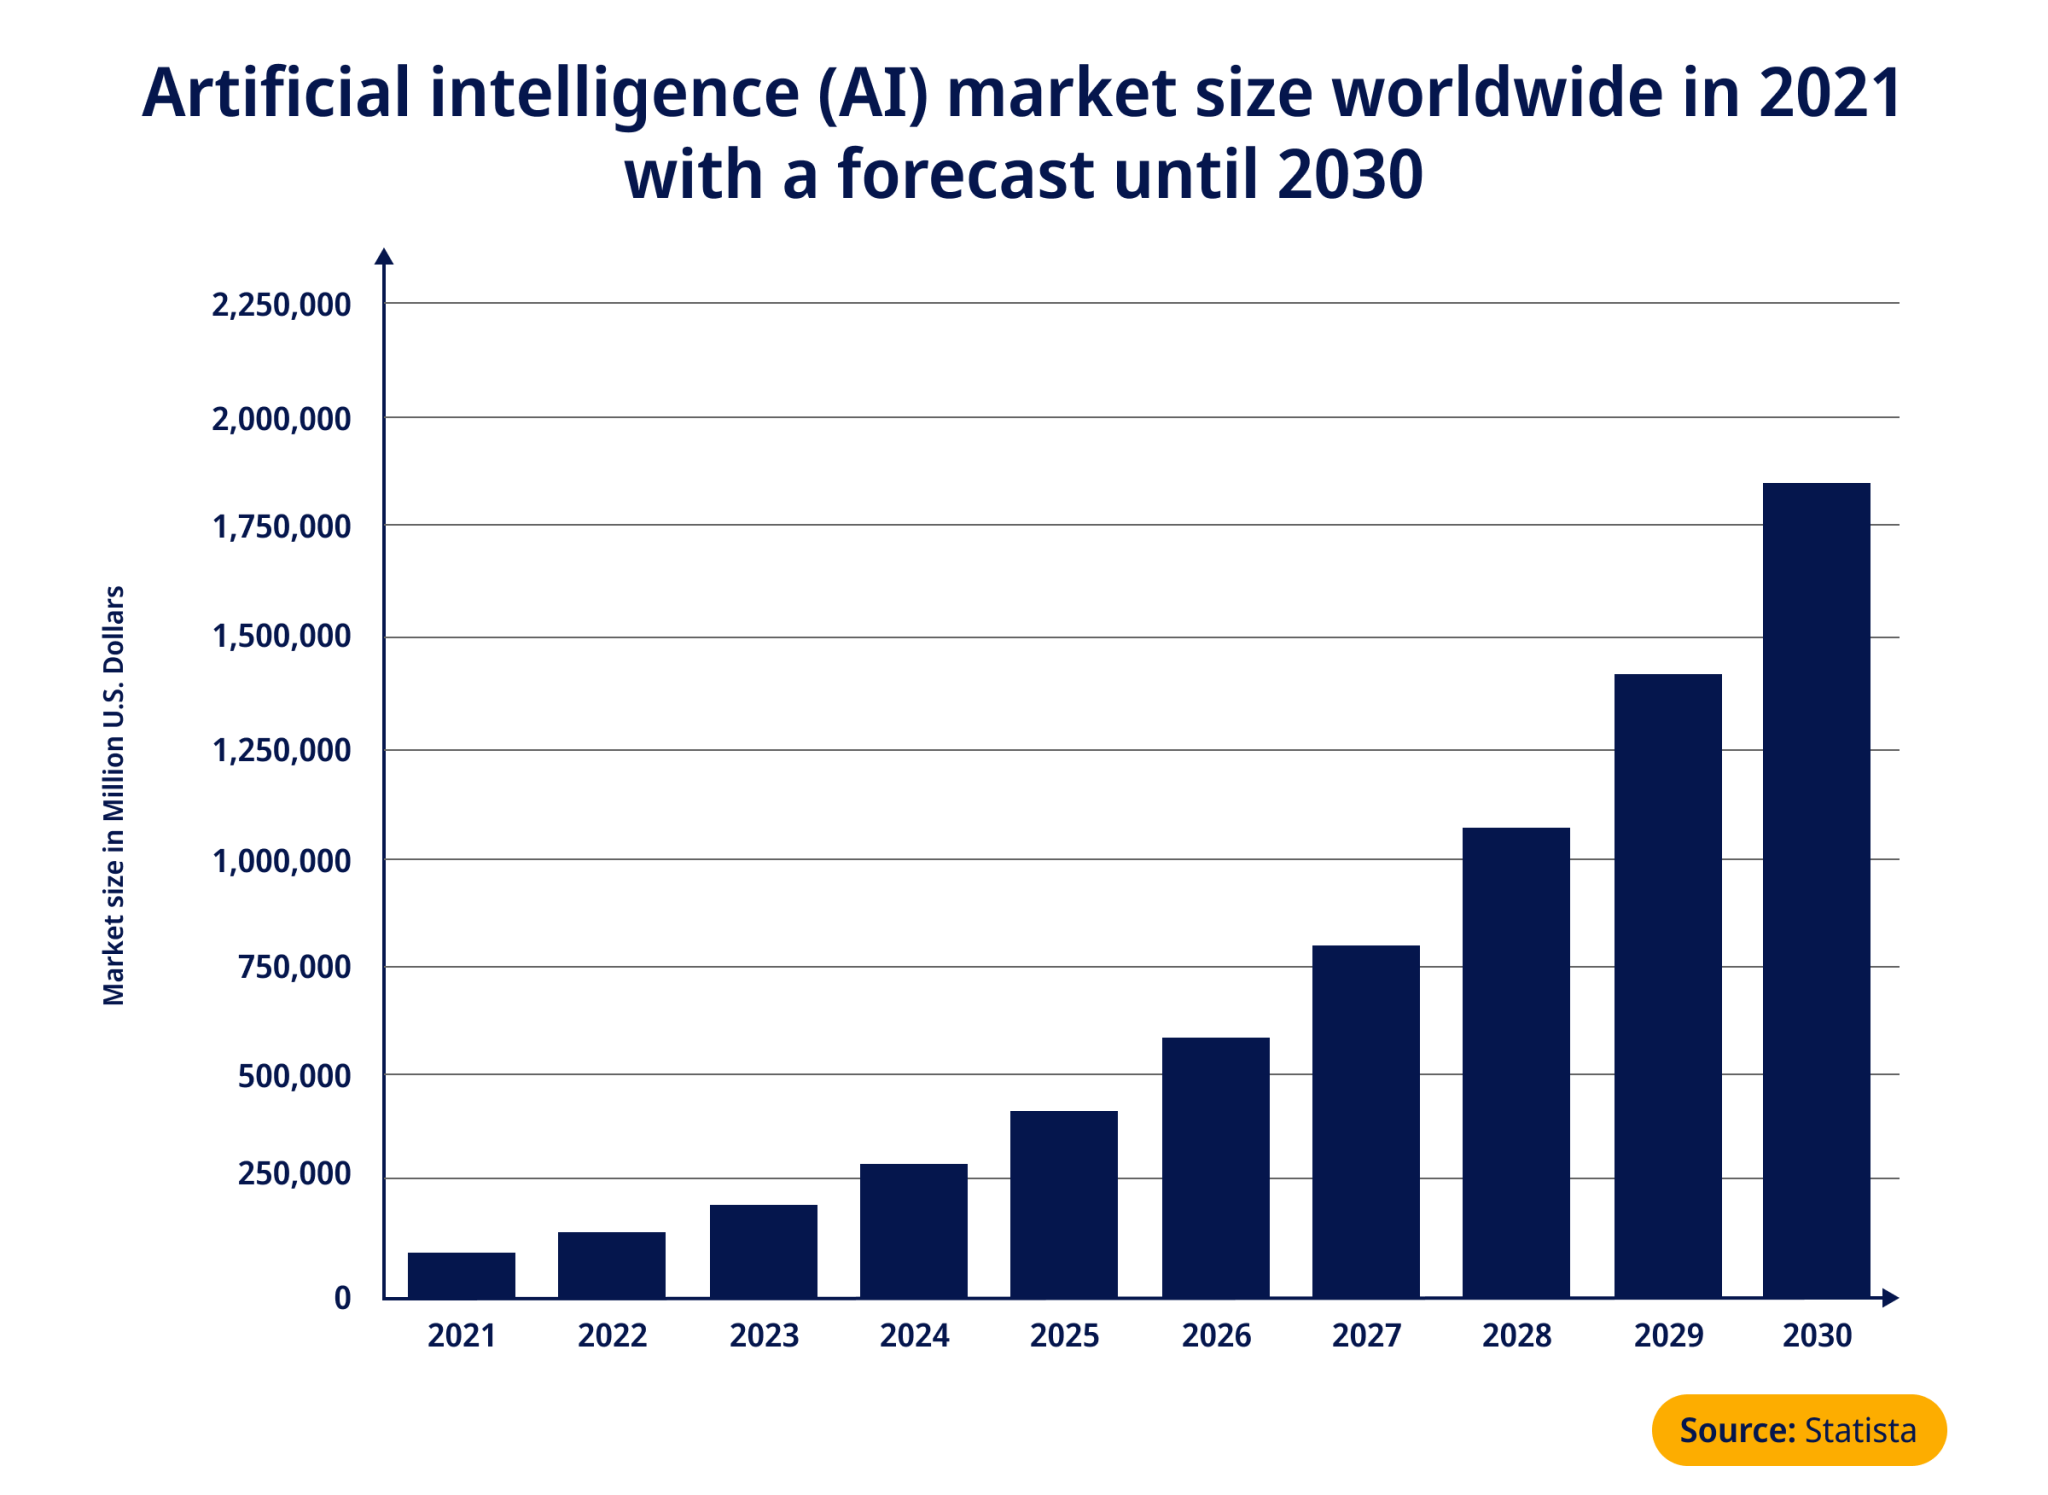 Artificial intelligence (AI) market size worldwide in 2021
with a forecast until 2030
Market size in Million U.S. Dollars
2,250,000
2,000,000
1,750,000
1,500,000
1,250,000
1,000,000
750,000
500,000
250,000
0
2021 2022 2023 2024 2025 2026 2027 2028 2029 2030
Source: Statista